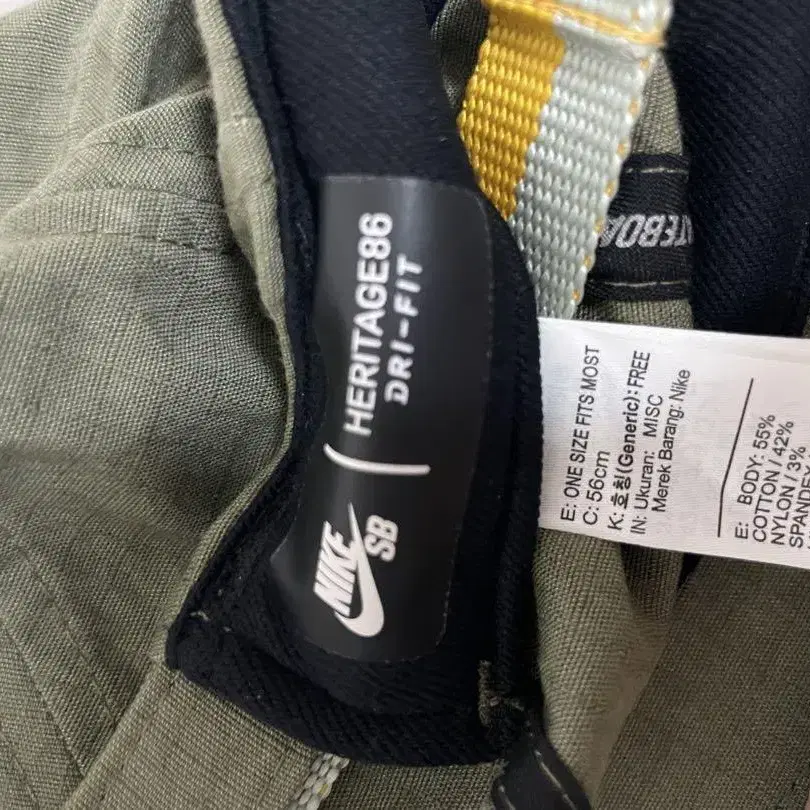 NIKE
SB
HERITAGE86
DRI-FIT
E: ONE SIZE FITS MOST
C: 56cm
K: 호칭(Generic): FREE
IN: Ukuran: MISC
Merek Barang: Nike
E: BODY: 55%
COTTON / 42%
NYLON / 3%